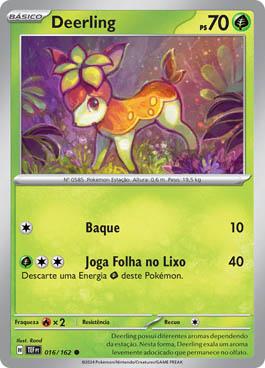 BÁSICO
Deerling
PS 70
Nº 0585 Pokémon Estação. Altura: 0,6 m Peso: 19,5 kg
Baque 10
Joga Folha no Lixo 40
Descarte uma Energia deste Pokémon.
Fraqueza ×2 Resistência Recuo
Ilust. Rond
TEF PT 016/162
Deerling possui diferentes aromas dependendo
da estação. Nesta forma, Deerling exala um aroma
levemente adocicado que permanece no olfato.
©2024 Pokémon/Nintendo/Creatures/GAME FREAK